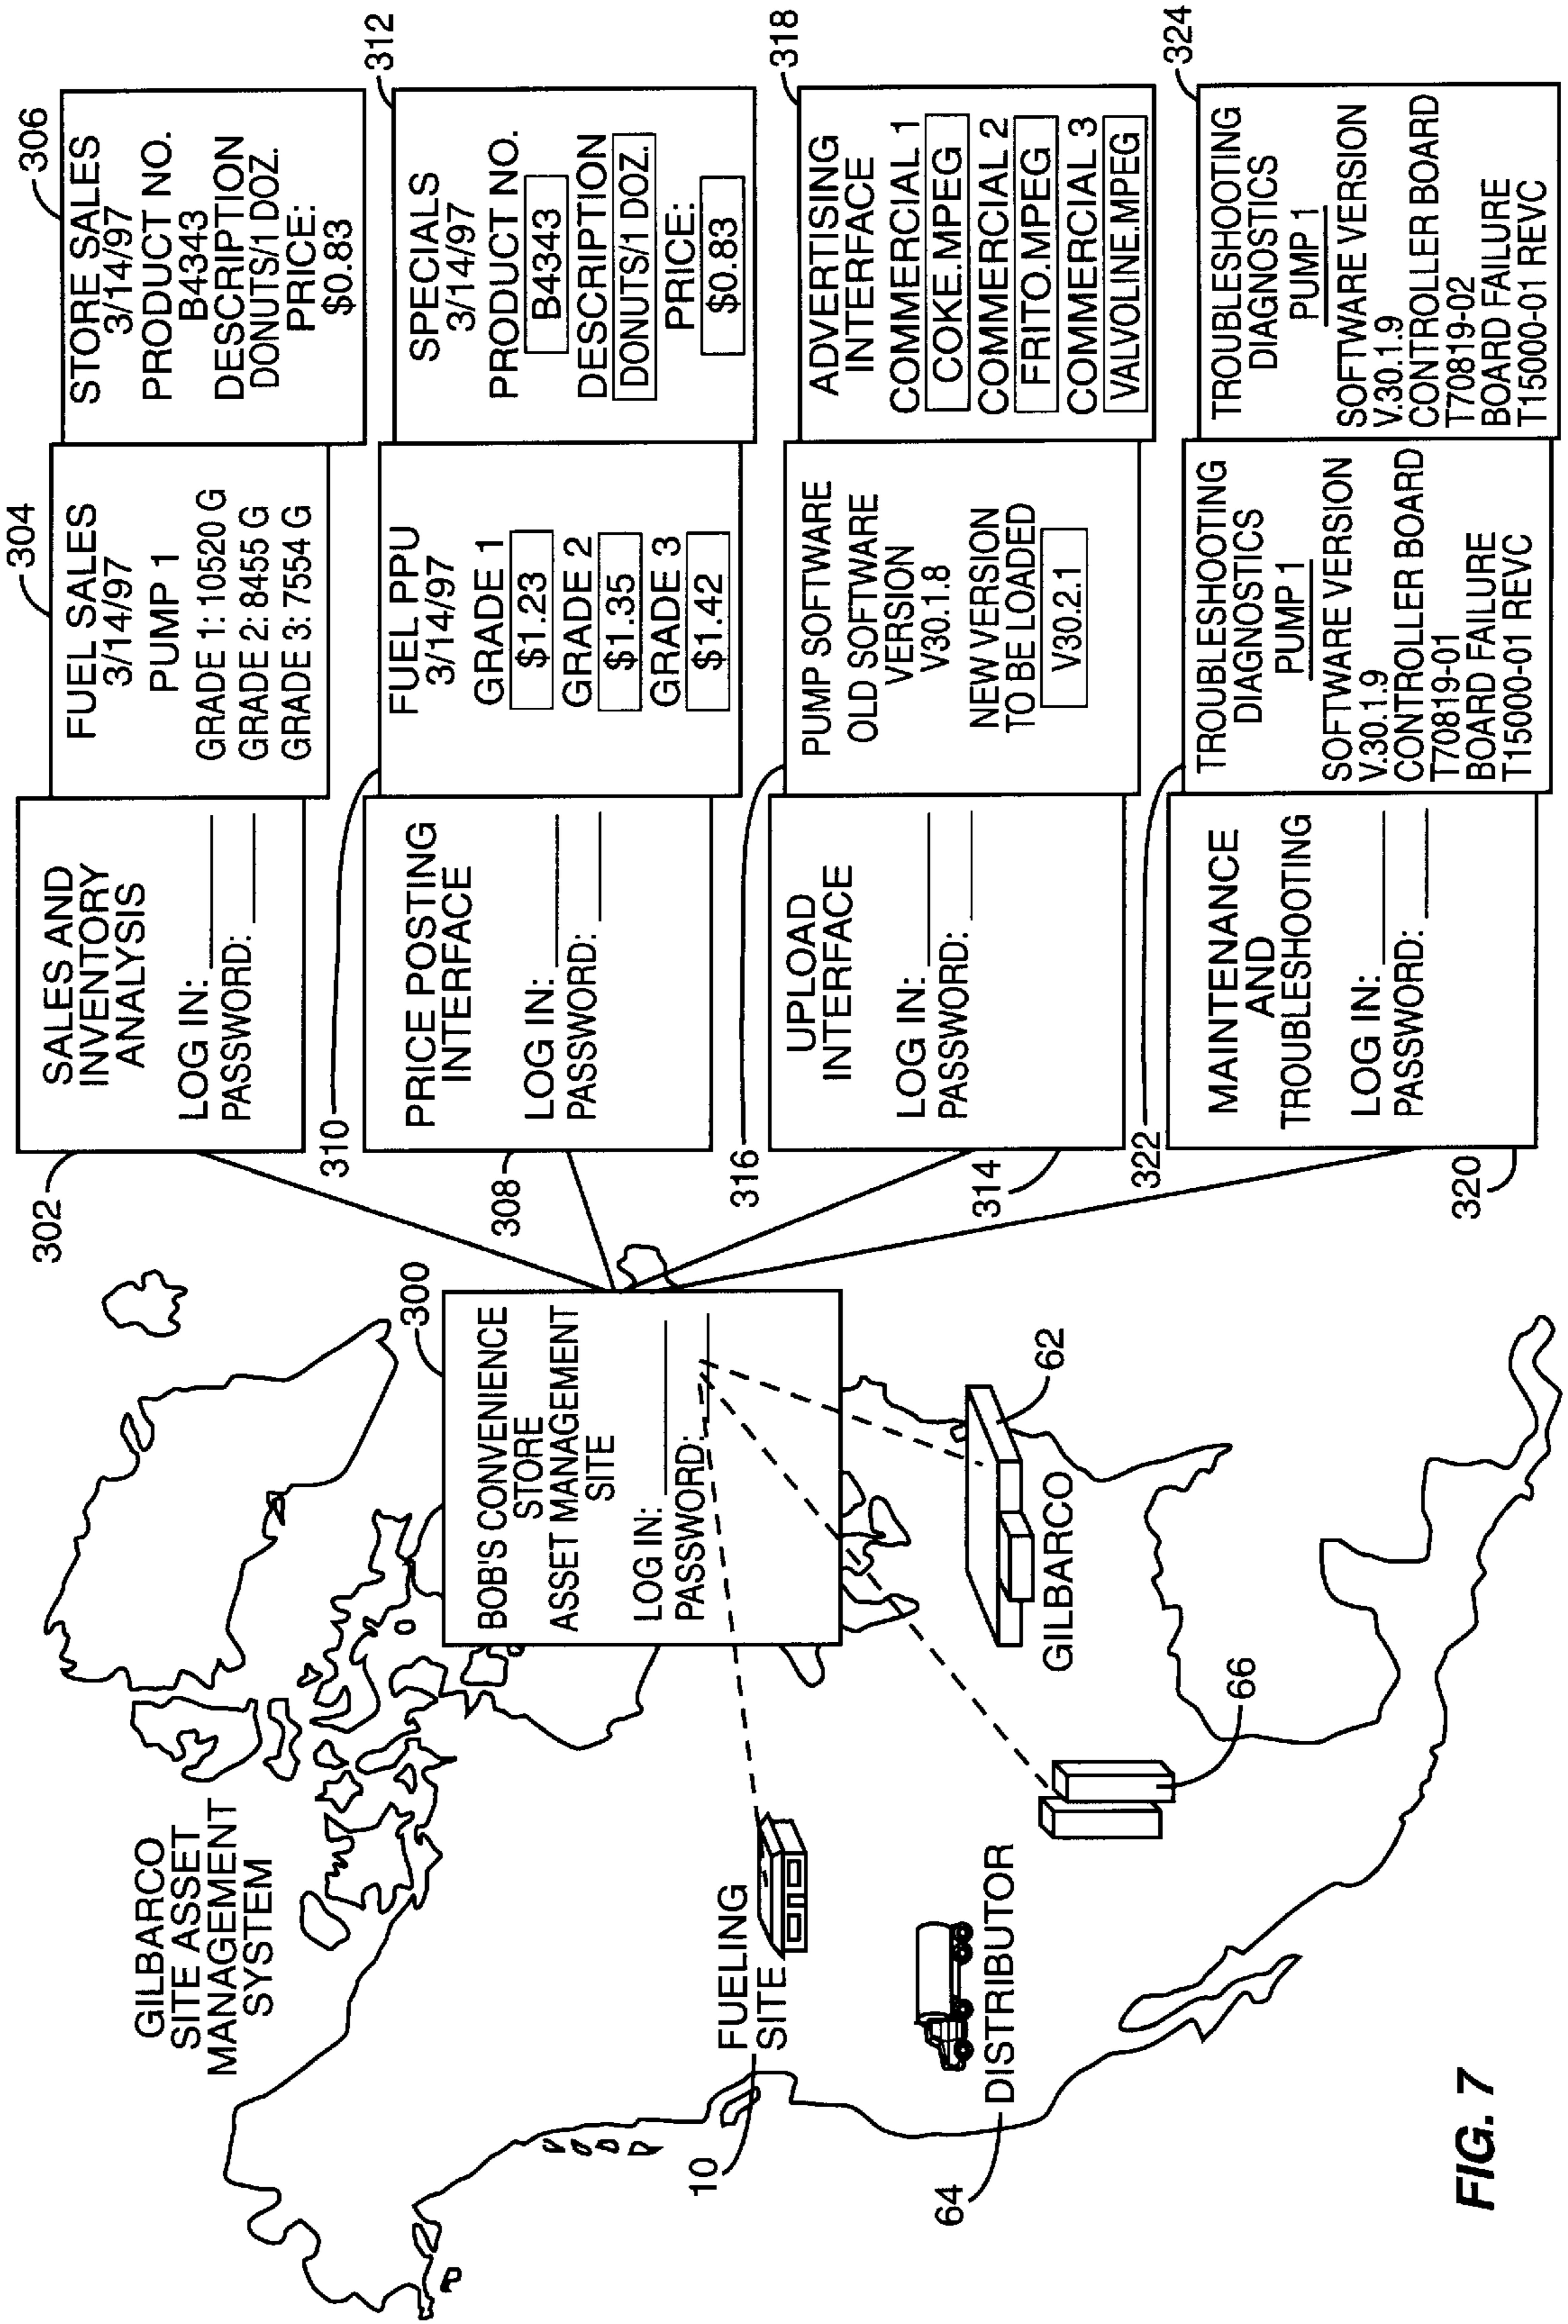 GILBARCO
SITE ASSET
MANAGEMENT
SYSTEM
10
FUELING
SITE
64
DISTRIBUTOR
66
GILBARCO
62
300
BOB'S CONVENIENCE
STORE
ASSET MANAGEMENT
SITE
LOG IN:
PASSWORD:
302
SALES AND
INVENTORY
ANALYSIS
LOG IN:
PASSWORD:
304
FUEL SALES
3/14/97
PUMP 1
GRADE 1: 10520 G
GRADE 2: 8455 G
GRADE 3: 7554 G
306
STORE SALES
3/14/97
PRODUCT NO.
B4343
DESCRIPTION
DONUTS/1 DOZ.
PRICE:
$0.83
308
PRICE POSTING
INTERFACE
LOG IN:
PASSWORD:
310
FUEL PPU
3/14/97
GRADE 1
$1.23
GRADE 2
$1.35
GRADE 3
$1.42
312
SPECIALS
3/14/97
PRODUCT NO.
B4343
DESCRIPTION
DONUTS/1 DOZ.
PRICE:
$0.83
314
UPLOAD
INTERFACE
LOG IN:
PASSWORD:
316
PUMP SOFTWARE
OLD SOFTWARE
VERSION
V30.1.8
NEW VERSION
TO BE LOADED
V30.2.1
318
ADVERTISING
INTERFACE
COMMERCIAL 1
COKE.MPEG
COMMERCIAL 2
FRITO.MPEG
COMMERCIAL 3
VALVOLINE.MPEG
320
MAINTENANCE
AND
TROUBLESHOOTING
LOG IN:
PASSWORD:
322
TROUBLESHOOTING
DIAGNOSTICS
PUMP 1
SOFTWARE VERSION
V.30.1.9
CONTROLLER BOARD
T70819-01
BOARD FAILURE
T15000-01 REVC
324
TROUBLESHOOTING
DIAGNOSTICS
PUMP 1
SOFTWARE VERSION
V.30.1.9
CONTROLLER BOARD
T70819-02
BOARD FAILURE
T15000-01 REVC
FIG. 7